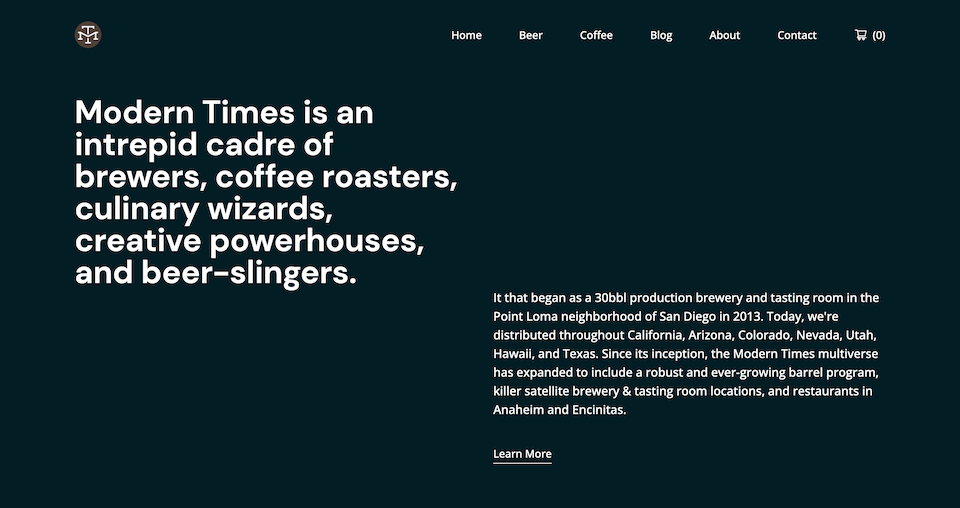 Home Beer Coffee Blog About Contact (0)
Modern Times is an
intrepid cadre of
brewers, coffee roasters,
culinary wizards,
creative powerhouses,
and beer-slingers.
It that began as a 30bbl production brewery and tasting room in the
Point Loma neighborhood of San Diego in 2013. Today, we're
distributed throughout California, Arizona, Colorado, Nevada, Utah,
Hawaii, and Texas. Since its inception, the Modern Times multiverse
has expanded to include a robust and ever-growing barrel program,
killer satellite brewery & tasting room locations, and restaurants in
Anaheim and Encinitas.
Learn More